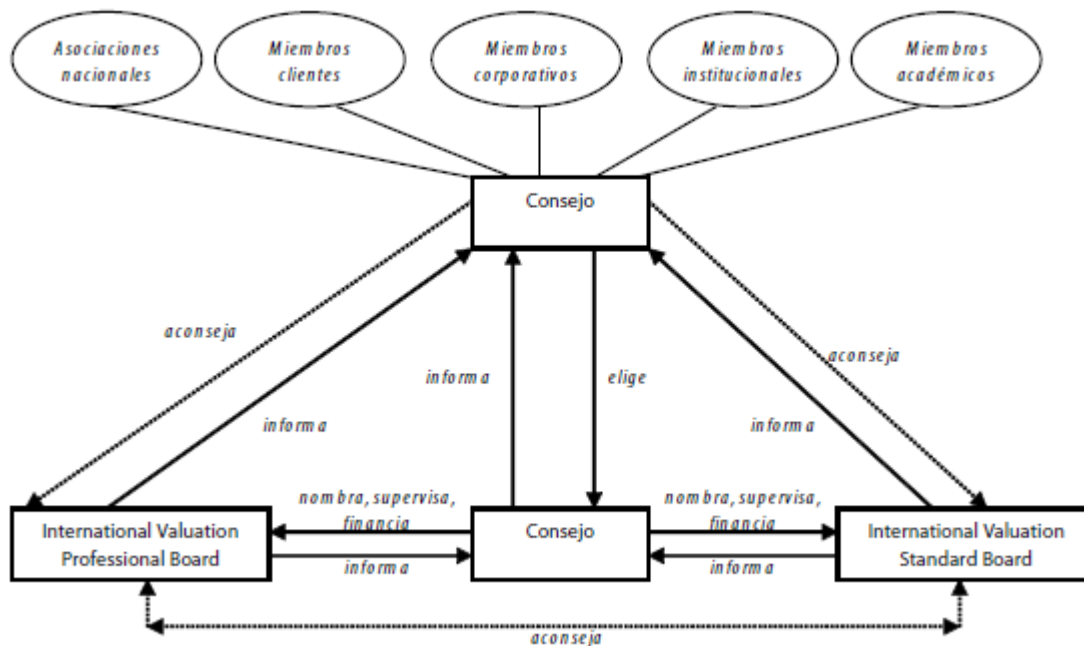 Asociaciones
nacionales
Miembros
clientes
Miembros
corporativos
Miembros
institucionales
Miembros
académicos
Consejo
aconseja
informa
informa
elige
informa
aconseja
International Valuation
Professional Board
nombra, supervisa,
financia
informa
Consejo
nombra, supervisa,
financia
informa
International Valuation
Standard Board
aconseja